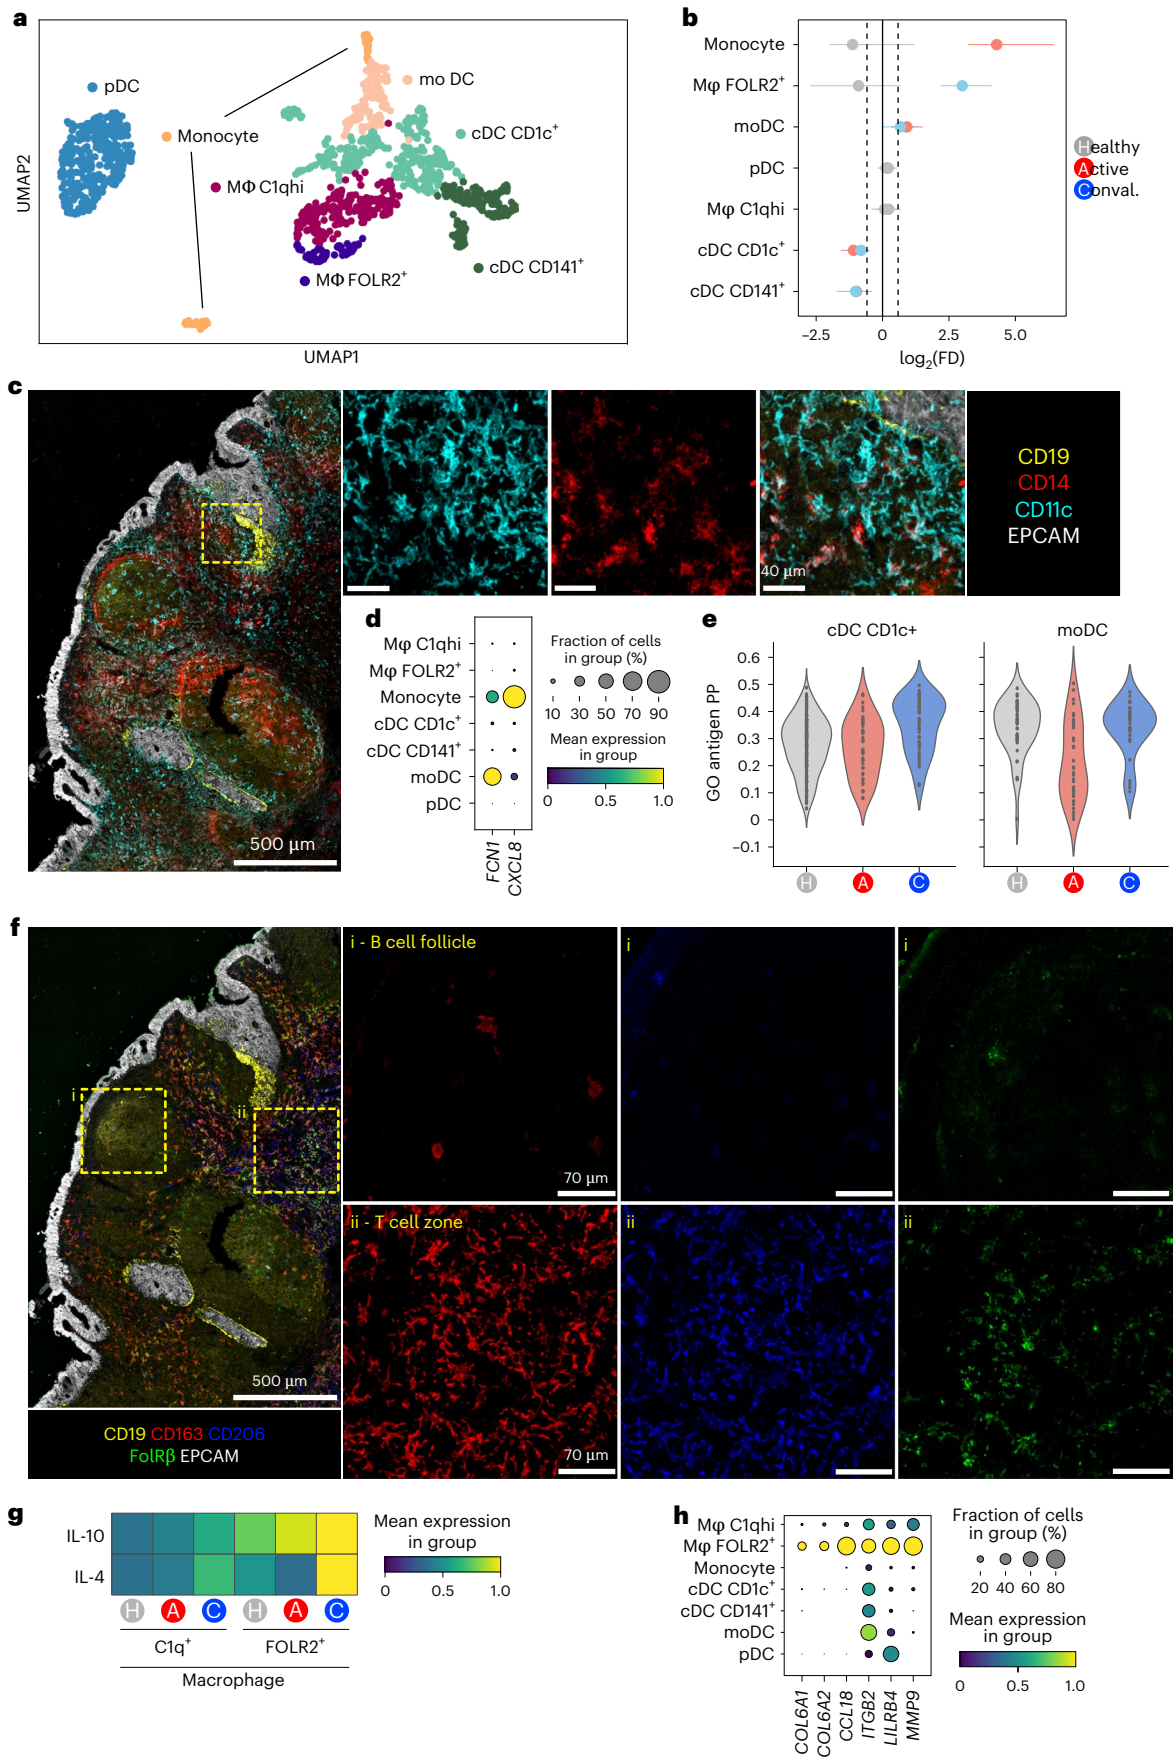 a
pDC
mo DC
Monocyte
cDC CD1c+
MΦ C1qhi
cDC CD141+
MΦ FOLR2+
UMAP2
UMAP1
b
Monocyte
Mφ FOLR2+
moDC
pDC
Mφ C1qhi
cDC CD1c+
cDC CD141+
−2.5 0 2.5 5.0
log2(FD)
Healthy
Active
Conval.
c
500 μm
40 μm
CD19
CD14
CD11c
EPCAM
d
Mφ C1qhi
Mφ FOLR2+
Monocyte
cDC CD1c+
cDC CD141+
moDC
pDC
FCN1
CXCL8
Fraction of cells
in group (%)
10 30 50 70 90
Mean expression
in group
0 0.5 1.0
e
cDC CD1c+
moDC
GO antigen PP
0.6
0.5
0.4
0.3
0.2
0.1
0
−0.1
H A C
H A C
f
i
ii
500 μm
CD19 CD163 CD206
FolRβ EPCAM
i - B cell follicle
70 μm
i
i
ii - T cell zone
70 μm
ii
ii
g
IL-10
IL-4
H A C H A C
C1q+ FOLR2+
Macrophage
Mean expression
in group
0 0.5 1.0
h
Mφ C1qhi
Mφ FOLR2+
Monocyte
cDC CD1c+
cDC CD141+
moDC
pDC
COL6A1
COL6A2
CCL18
ITGB2
LILRB4
MMP9
Fraction of cells
in group (%)
20 40 60 80
Mean expression
in group
0 0.5 1.0